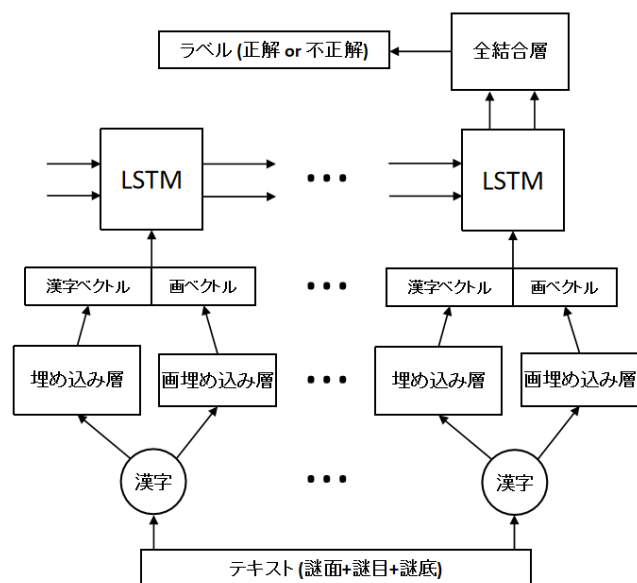 ラベル (正解 or 不正解)
全結合層
LSTM
•••
LSTM
漢字ベクトル
画ベクトル
•••
漢字ベクトル
画ベクトル
埋め込み層
画埋め込み層
•••
埋め込み層
画埋め込み層
漢字
•••
漢字
テキスト (謎面+謎目+謎底)